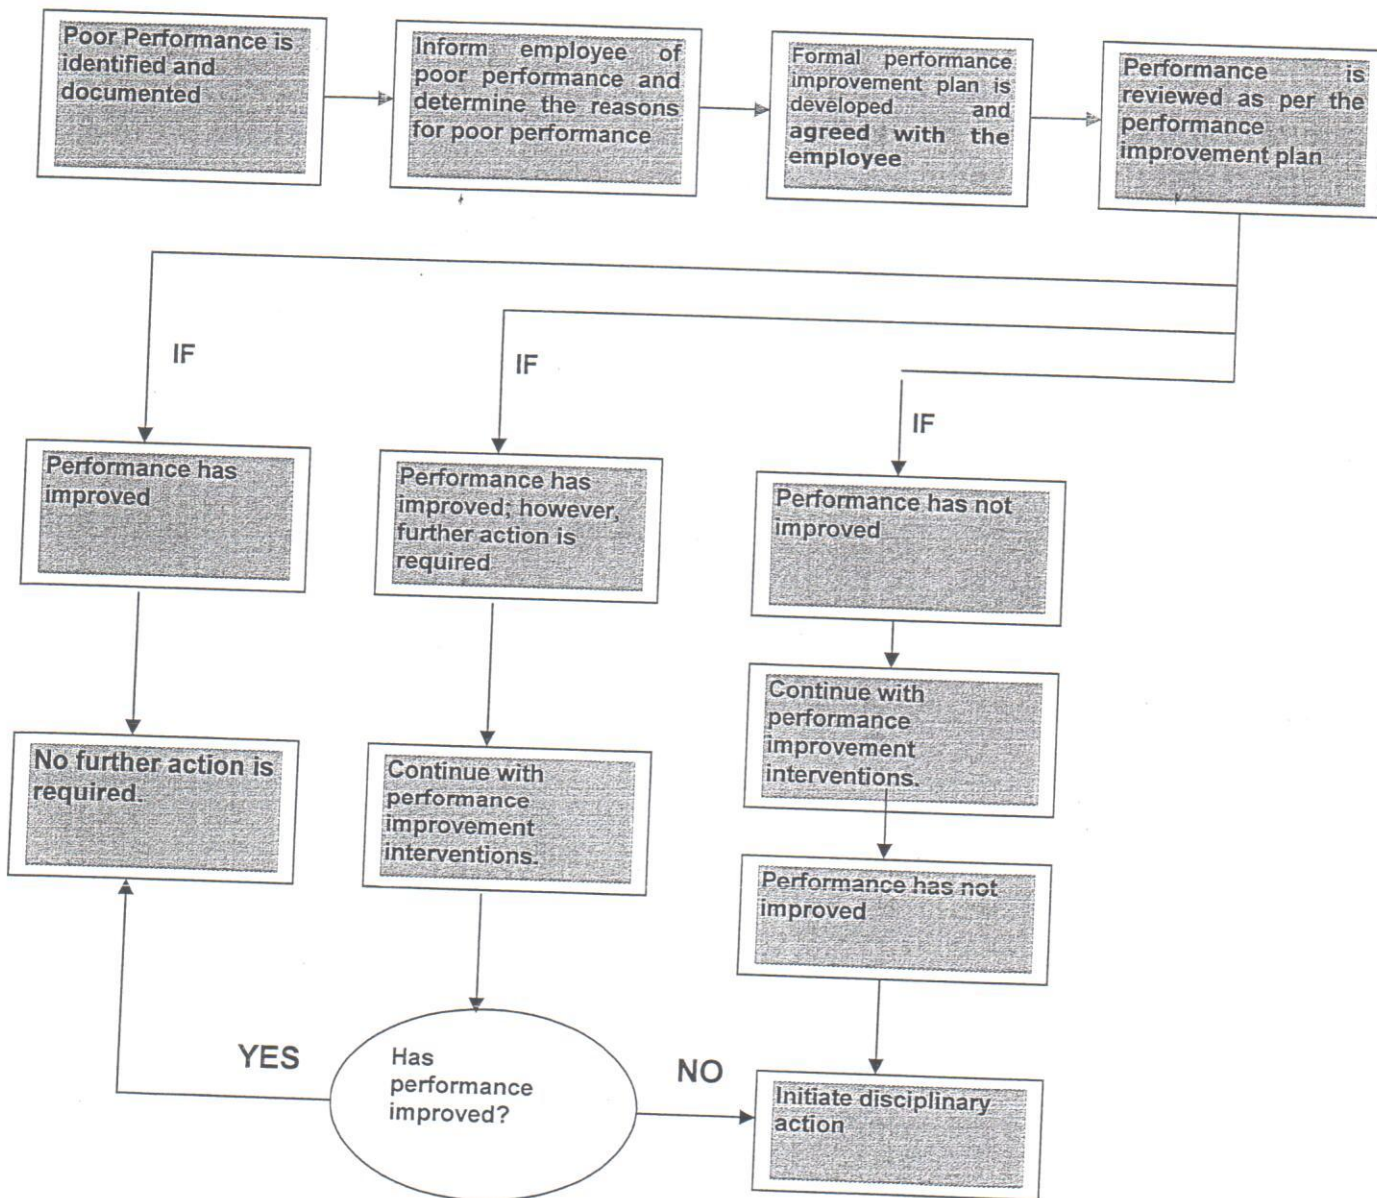 Poor Performance is
identified and
documented
Inform employee of
poor performance and
determine the reasons
for poor performance
Formal performance
improvement plan is
developed and
agreed with the
employee
Performance is
reviewed as per the
performance
improvement plan
IF
IF
IF
Performance has
improved
Performance has
improved; however,
further action is
required
Performance has not
improved
No further action is
required.
Continue with
performance
improvement
interventions.
Continue with
performance
improvement
interventions.
Performance has not
improved
YES
Has
performance
improved?
NO
Initiate disciplinary
action